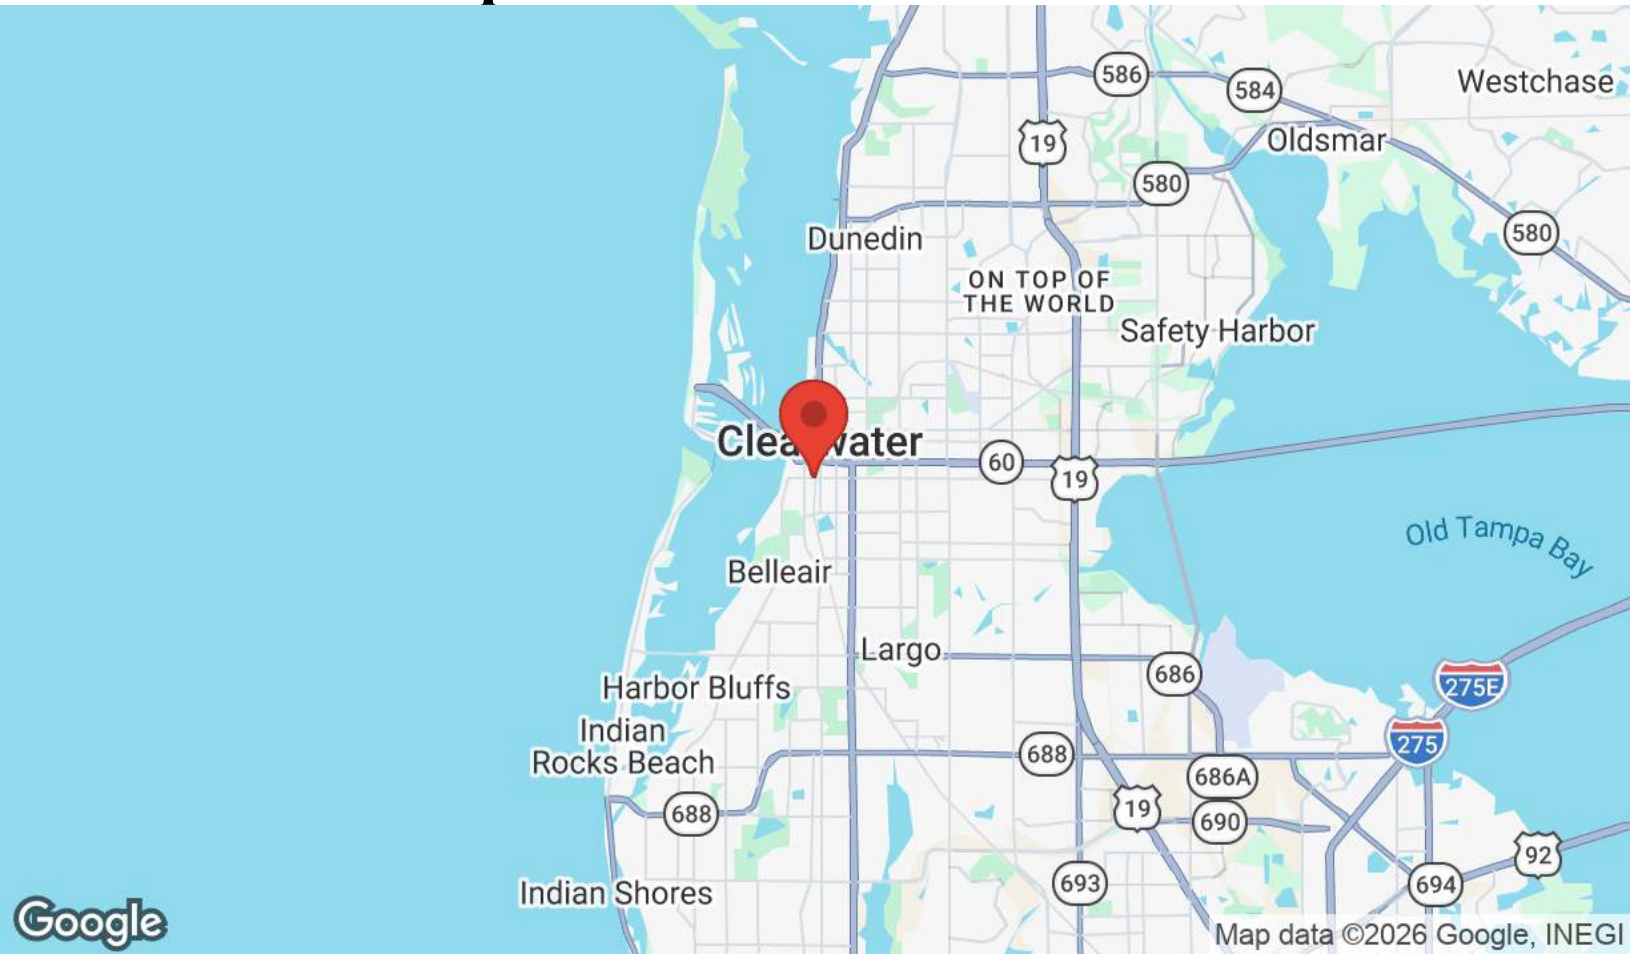 586
584
Westchase
19
Oldsmar
580
580
Dunedin
ON TOP OF
THE WORLD
Safety Harbor
60
19
Old Tampa Bay
Belleair
Largo
686
275E
Harbor Bluffs
Indian
Rocks Beach
275
688
686A
688
19
690
92
693
694
Indian Shores
Google
Map data ©2026 Google, INEGI